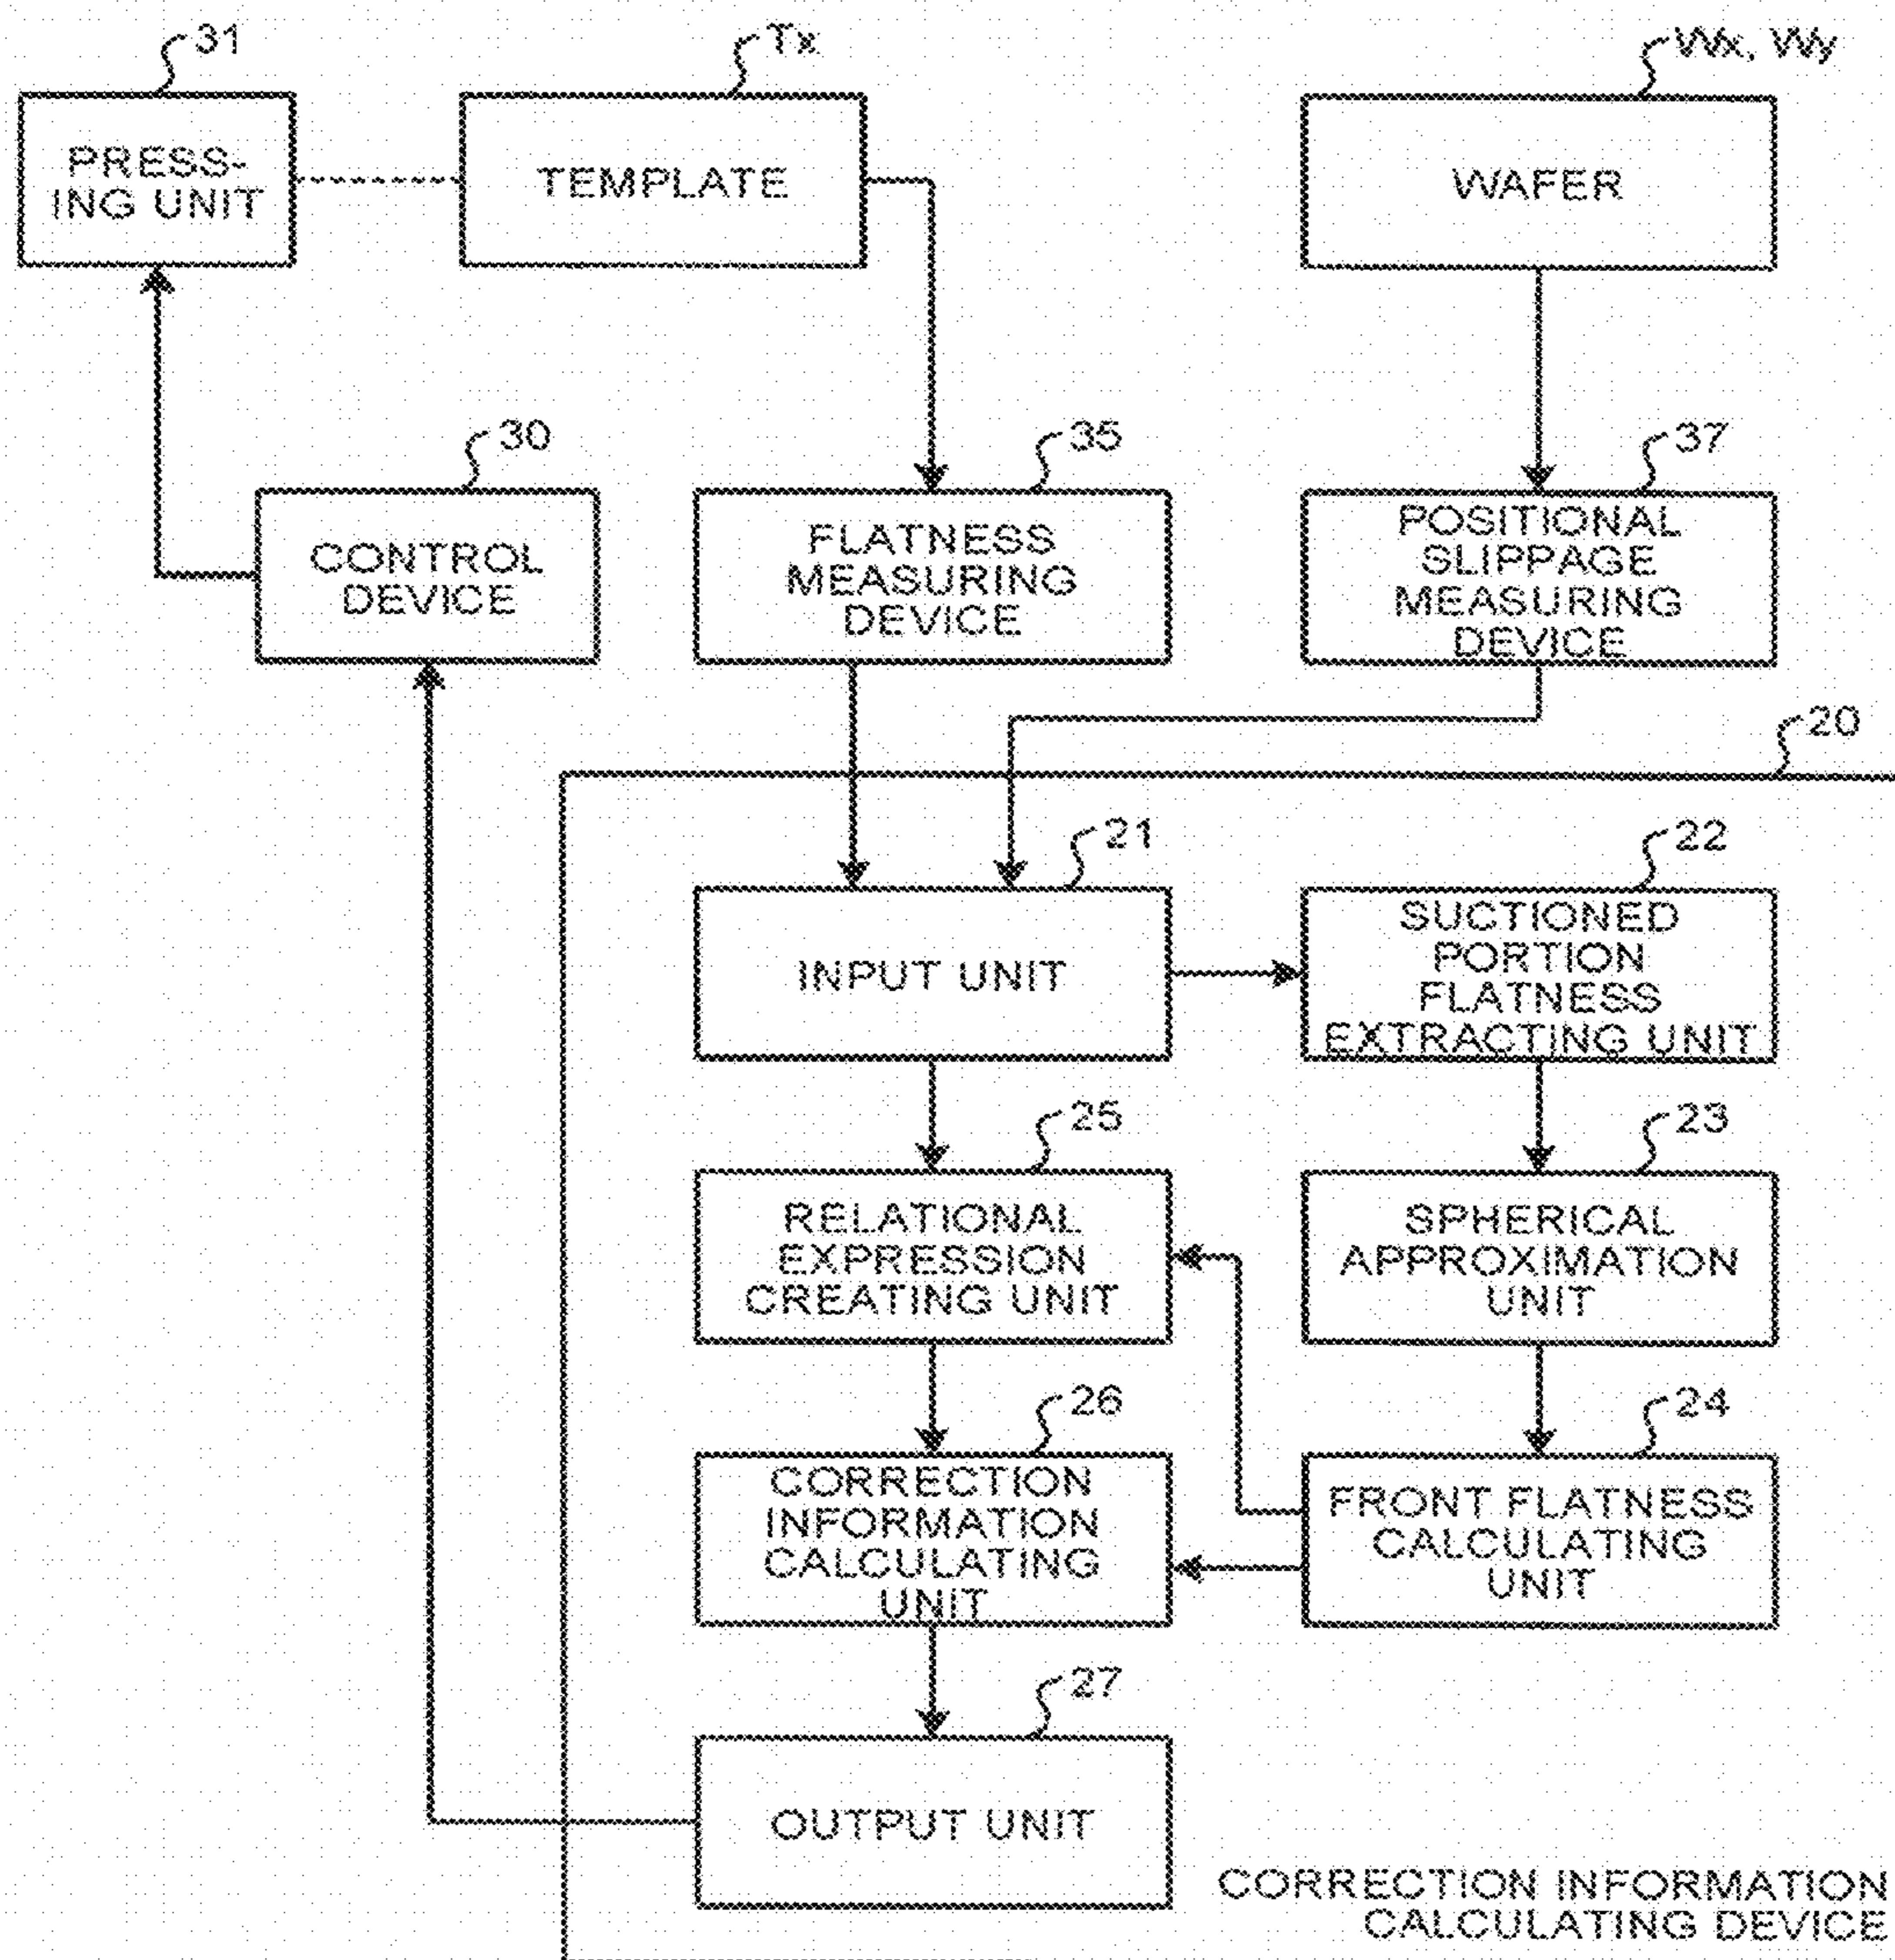 31
Tx
Wx, Wy
PRESS-
ING UNIT
TEMPLATE
WAFER
30
35
37
CONTROL
DEVICE
FLATNESS
MEASURING
DEVICE
POSITIONAL
SLIPPAGE
MEASURING
DEVICE
20
21
22
INPUT UNIT
SUCTIONED
PORTION
FLATNESS
EXTRACTING UNIT
25
23
RELATIONAL
EXPRESSION
CREATING UNIT
SPHERICAL
APPROXIMATION
UNIT
26
24
CORRECTION
INFORMATION
CALCULATING
UNIT
FRONT FLATNESS
CALCULATING
UNIT
27
OUTPUT UNIT
CORRECTION INFORMATION
CALCULATING DEVICE